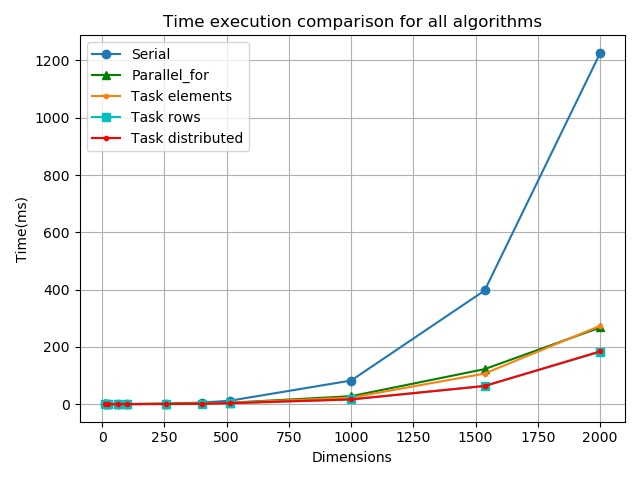 Time execution comparison for all algorithms
Serial
Parallel_for
Task elements
Task rows
Task distributed
Time(ms)
1200
1000
800
600
400
200
0
0 250 500 750 1000 1250 1500 1750 2000
Dimensions